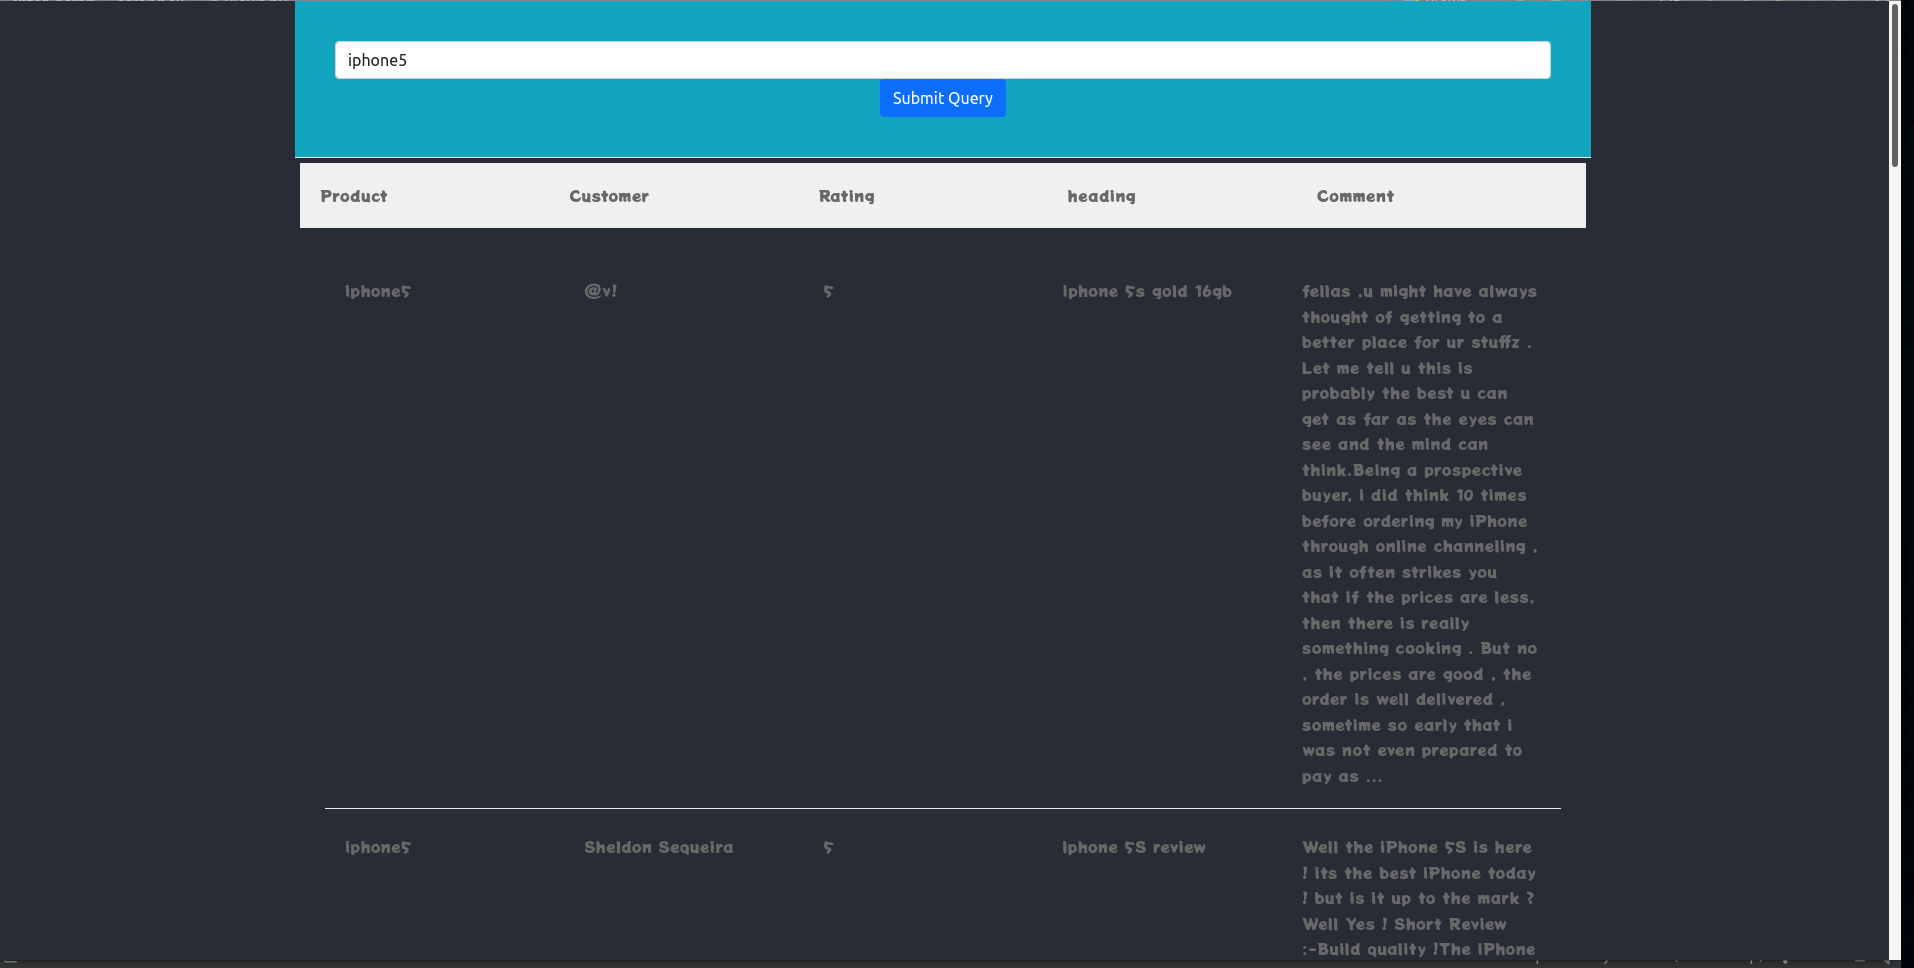 iphone5
Submit Query
Product Customer Rating heading Comment
iphone5 @v! 5 iphone 5s gold 16gb fellas ,u might have always
thought of getting to a
better place for ur stuffz .
Let me tell u this is
probably the best u can
get as far as the eyes can
see and the mind can
think.Being a prospective
buyer, i did think 10 times
before ordering my iPhone
through online channeling ,
as it often strikes you
that if the prices are less,
then there is really
something cooking . But no
, the prices are good , the
order is well delivered ,
sometime so early that i
was not even prepared to
pay as ...
iphone5 Sheldon Sequeira 5 Iphone 5S review Well the iPhone 5S is here
! its the best iPhone today
! but is it up to the mark ?
Well Yes ! Short Review
:-Build quality !The iPhone